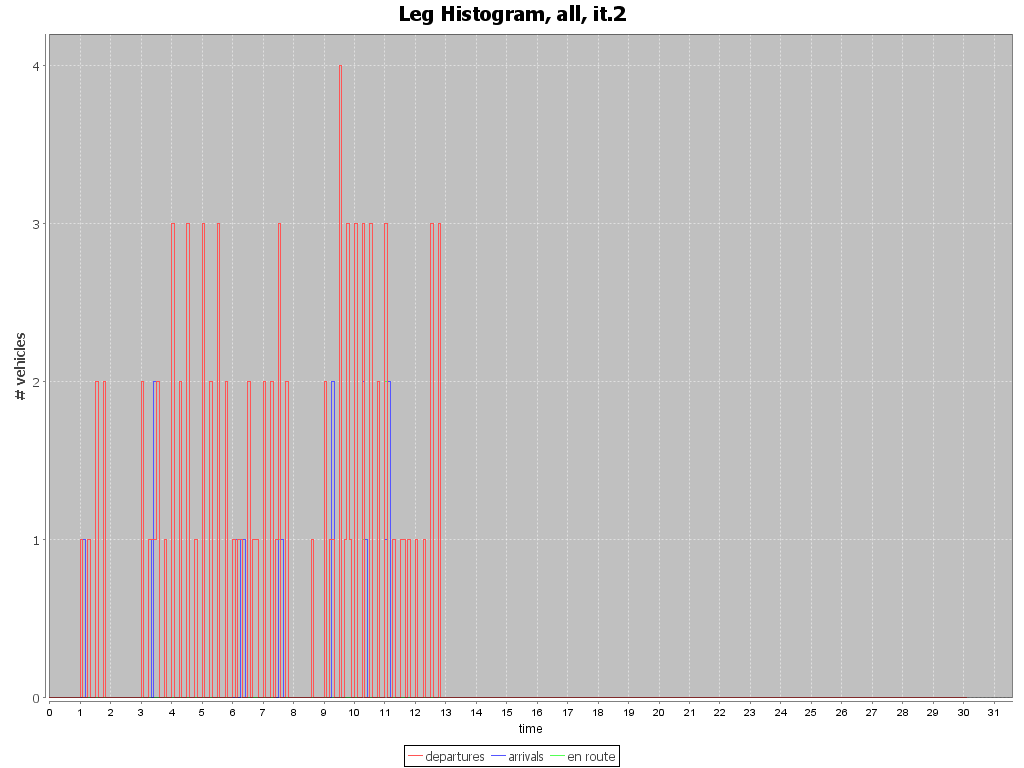 Leg Histogram, all, it.2
# vehicles
4
3
2
1
0
0 1 2 3 4 5 6 7 8 9 10 11 12 13 14 15 16 17 18 19 20 21 22 23 24 25 26 27 28 29 30 31
time
departures arrivals en route